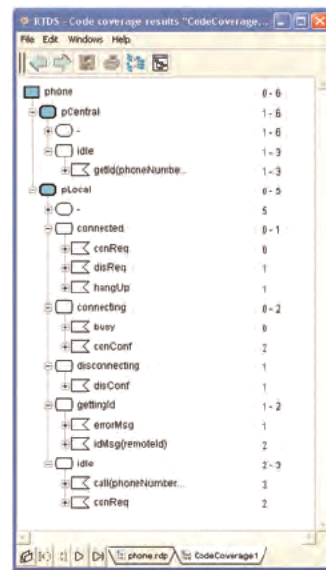 RTDS - Code coverage results "CodeCoverage...
File Edit Windows Help
phone 0 - 6
pCentral 1 - 6
- 1 - 6
idle 1 - 3
getId(phoneNumbe... 1 - 3
pLocal 0 - 5
- 5
connected 0 - 1
cnnReq 0
disReq 1
hangUp 1
connecting 0 - 2
busy 0
cnnConf 2
disconnecting 1
disConf 1
gettingId 1 - 2
errorMsg 1
idMsg(remoteId) 2
idle 2 - 3
call(phoneNumber... 3
cnnReq 2
phone.rdp CodeCoverage1